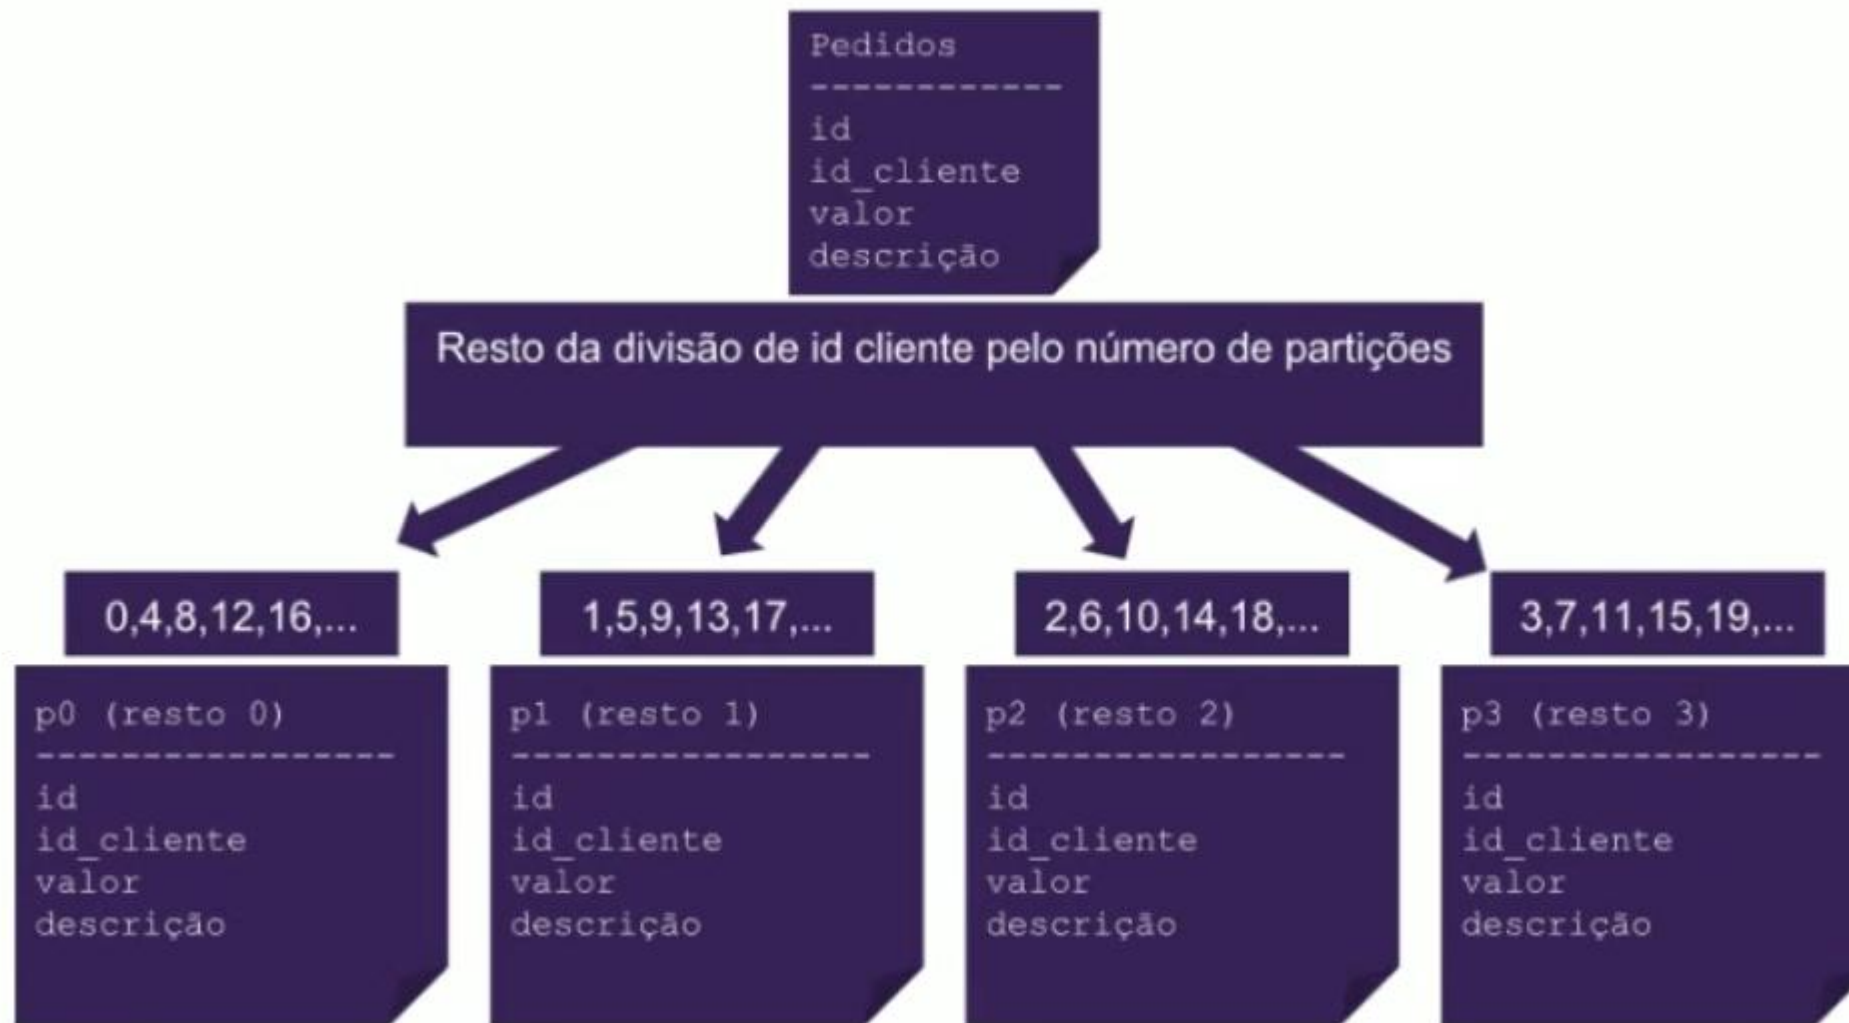 Pedidos
------------
id
id_cliente
valor
descrição
Resto da divisão de id cliente pelo número de partições
0,4,8,12,16,...
1,5,9,13,17,...
2,6,10,14,18,...
3,7,11,15,19,...
p0 (resto 0)
-----------------
id
id_cliente
valor
descrição
p1 (resto 1)
-----------------
id
id_cliente
valor
descrição
p2 (resto 2)
-----------------
id
id_cliente
valor
descrição
p3 (resto 3)
-----------------
id
id_cliente
valor
descrição